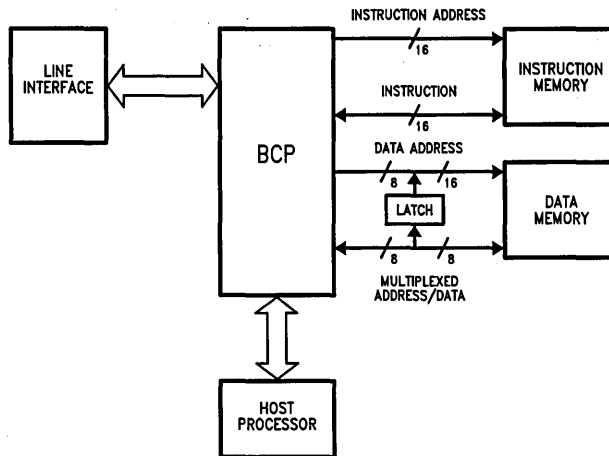 INSTRUCTION ADDRESS
16
LINE
INTERFACE
INSTRUCTION
MEMORY
INSTRUCTION
16
BCP
DATA ADDRESS
8
16
LATCH
DATA
MEMORY
8
8
MULTIPLEXED
ADDRESS/DATA
HOST
PROCESSOR